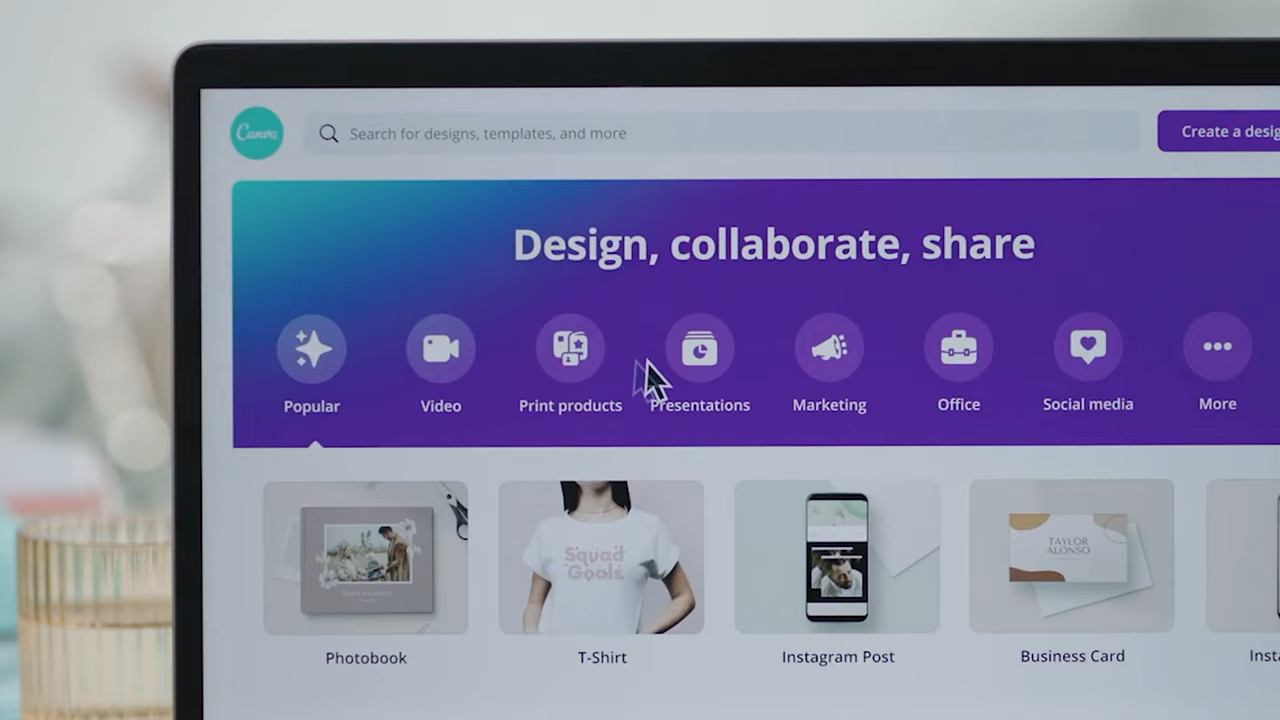 Canva
Search for designs, templates, and more
Create a desig
Design, collaborate, share
Popular
Video
Print products
Presentations
Marketing
Office
Social media
More
Squad
Goals.
TAYLOR
ALONSO
Photobook
T-Shirt
Instagram Post
Business Card
Insta